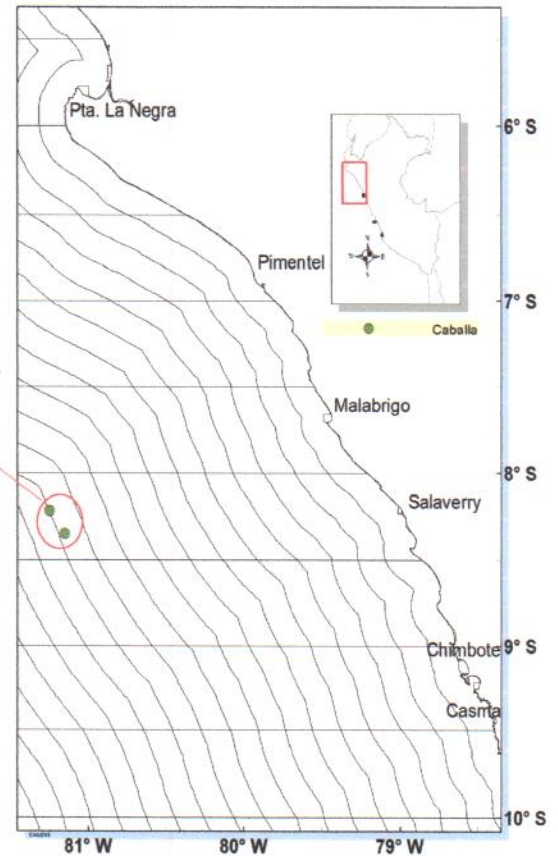 Pta. La Negra
6° S
Pimentel
7° S
Caballa
Malabrigo
8° S
Salaverry
Chimbote
9° S
Casma
10° S
81° W
80° W
79° W
N
S